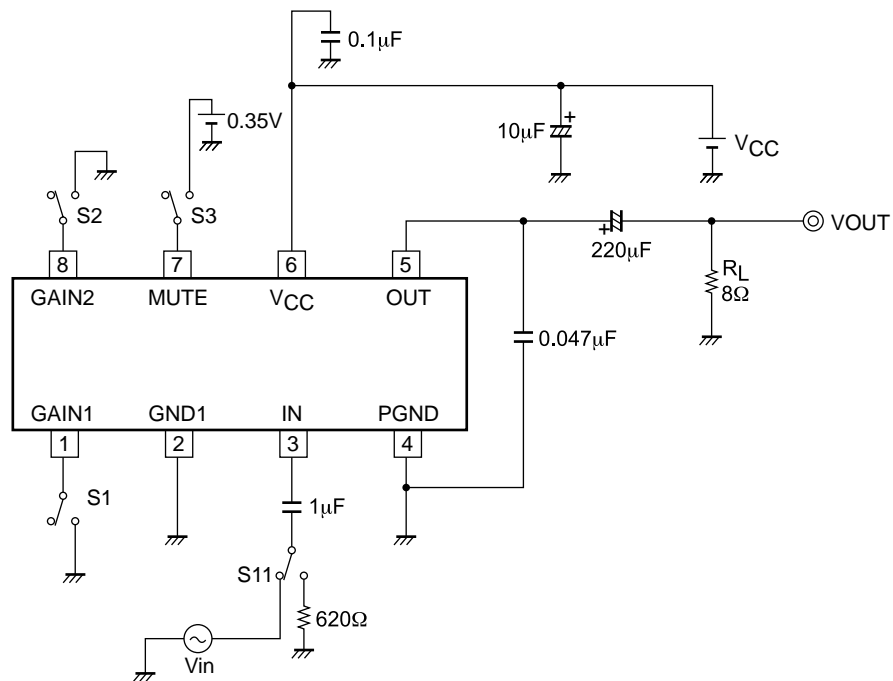 0.1μF
0.35V
10μF
+
VCC
S2
S3
VOUT
+
220μF
RL
8Ω
8
7
6
5
GAIN2
MUTE
VCC
OUT
0.047μF
GAIN1
GND1
IN
PGND
1
2
3
4
S1
1μF
S11
620Ω
Vin